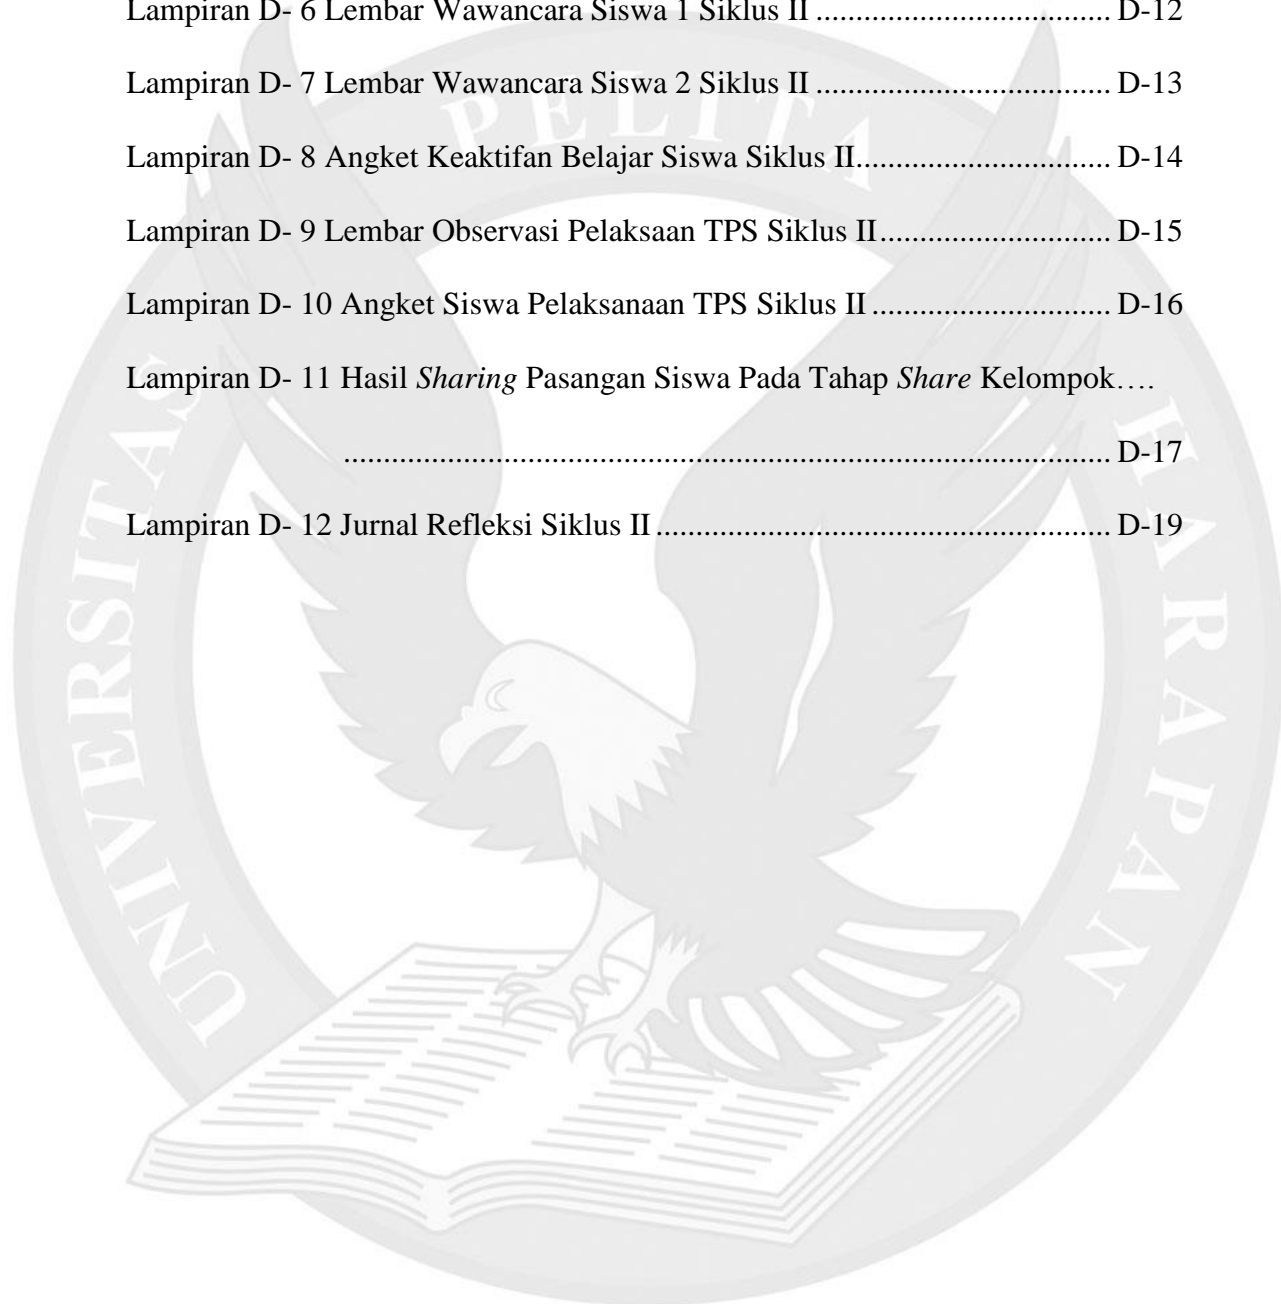 Lampiran D- 6 Lembar Wawancara Siswa 1 Siklus II .................................... D-12
Lampiran D- 7 Lembar Wawancara Siswa 2 Siklus II .................................... D-13
Lampiran D- 8 Angket Keaktifan Belajar Siswa Siklus II............................... D-14
Lampiran D- 9 Lembar Observasi Pelaksaan TPS Siklus II............................ D-15
Lampiran D- 10 Angket Siswa Pelaksanaan TPS Siklus II ............................. D-16
Lampiran D- 11 Hasil Sharing Pasangan Siswa Pada Tahap Share Kelompok….
.............................................................................................. D-17
Lampiran D- 12 Jurnal Refleksi Siklus II ........................................................ D-19
UNIVERSITAS PELITA HARAPAN